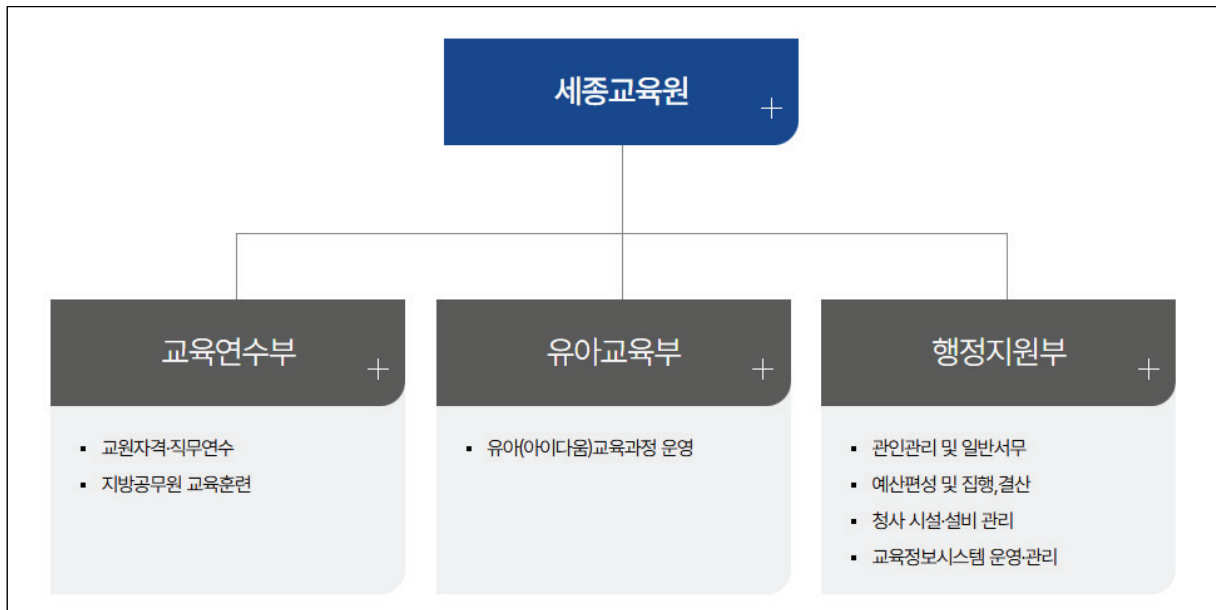 세종교육원
교육연수부
교원자격·직무연수
지방공무원 교육훈련
유아교육부
유아(아이다움)교육과정 운영
행정지원부
관인관리 및 일반서무
예산편성 및 집행,결산
청사 시설·설비 관리
교육정보시스템 운영·관리